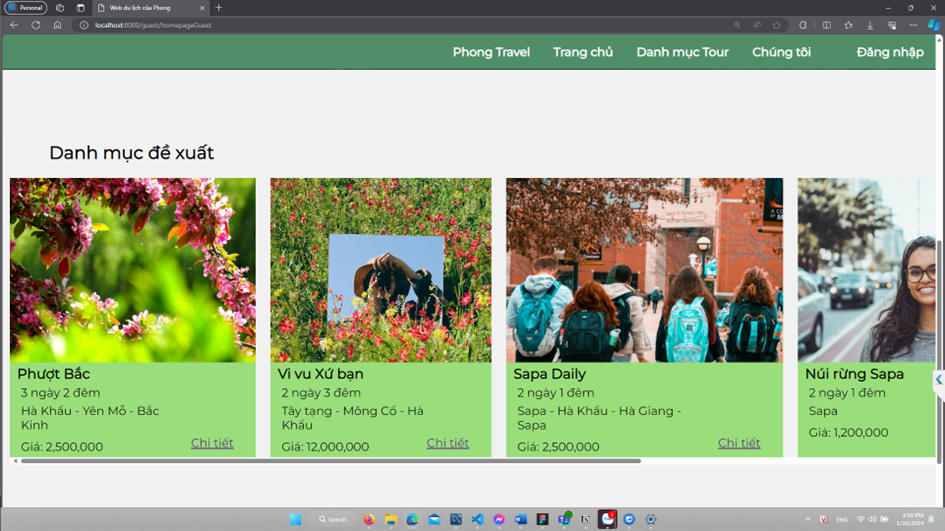 Personal
Web du lịch của Phong
localhost:8080/guest/homepageGuest
Phong Travel
Trang chủ
Danh mục Tour
Chúng tôi
Đăng nhập
Danh mục đề xuất
Phượt Bắc
3 ngày 2 đêm
Hà Khẩu - Yên Mỗ - Bắc
Kinh
Giá: 2,500,000
Chi tiết
Vi vu Xứ bạn
2 ngày 3 đêm
Tây tạng - Mông Cổ - Hà
Khẩu
Giá: 12,000,000
Chi tiết
Sapa Daily
2 ngày 1 đêm
Sapa - Hà Khẩu - Hà Giang -
Sapa
Giá: 2,500,000
Chi tiết
Núi rừng Sapa
2 ngày 1 đêm
Sapa
Giá: 1,200,000
Search
ENG
3:50 PM
1/30/2024